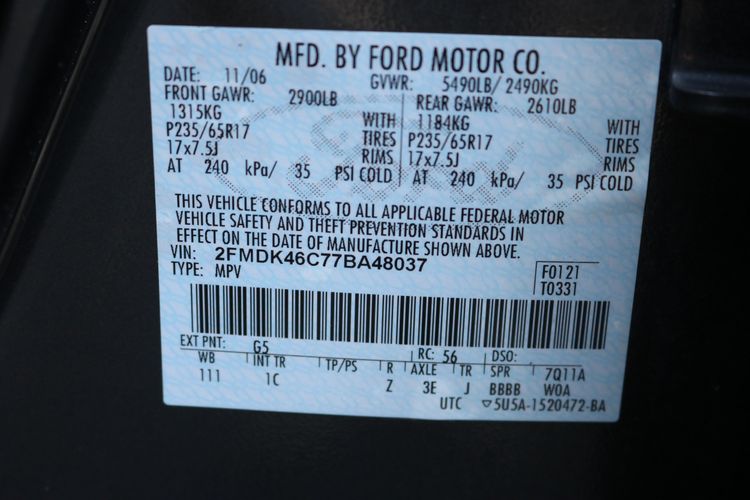 MFD. BY FORD MOTOR CO.
DATE: 11/06 GVWR: 5490LB/ 2490KG
FRONT GAWR: 2900LB REAR GAWR: 2610LB
1315KG WITH 1184KG WITH
P235/65R17 TIRES P235/65R17 TIRES
17x7.5J RIMS 17x7.5J RIMS
AT 240 kPa/ 35 PSI COLD AT 240 kPa/ 35 PSI COLD
THIS VEHICLE CONFORMS TO ALL APPLICABLE FEDERAL MOTOR
VEHICLE SAFETY AND THEFT PREVENTION STANDARDS IN
EFFECT ON THE DATE OF MANUFACTURE SHOWN ABOVE.
VIN: 2FMDK46C77BA48037
TYPE: MPV
F0121
T0331
EXT PNT: G5 RC: 56 DSO:
WB INT TR TP/PS R AXLE TR SPR 7Q11A
111 1C Z 3E J BBBB WOA
UTC ▽5U5A-1520472-BA